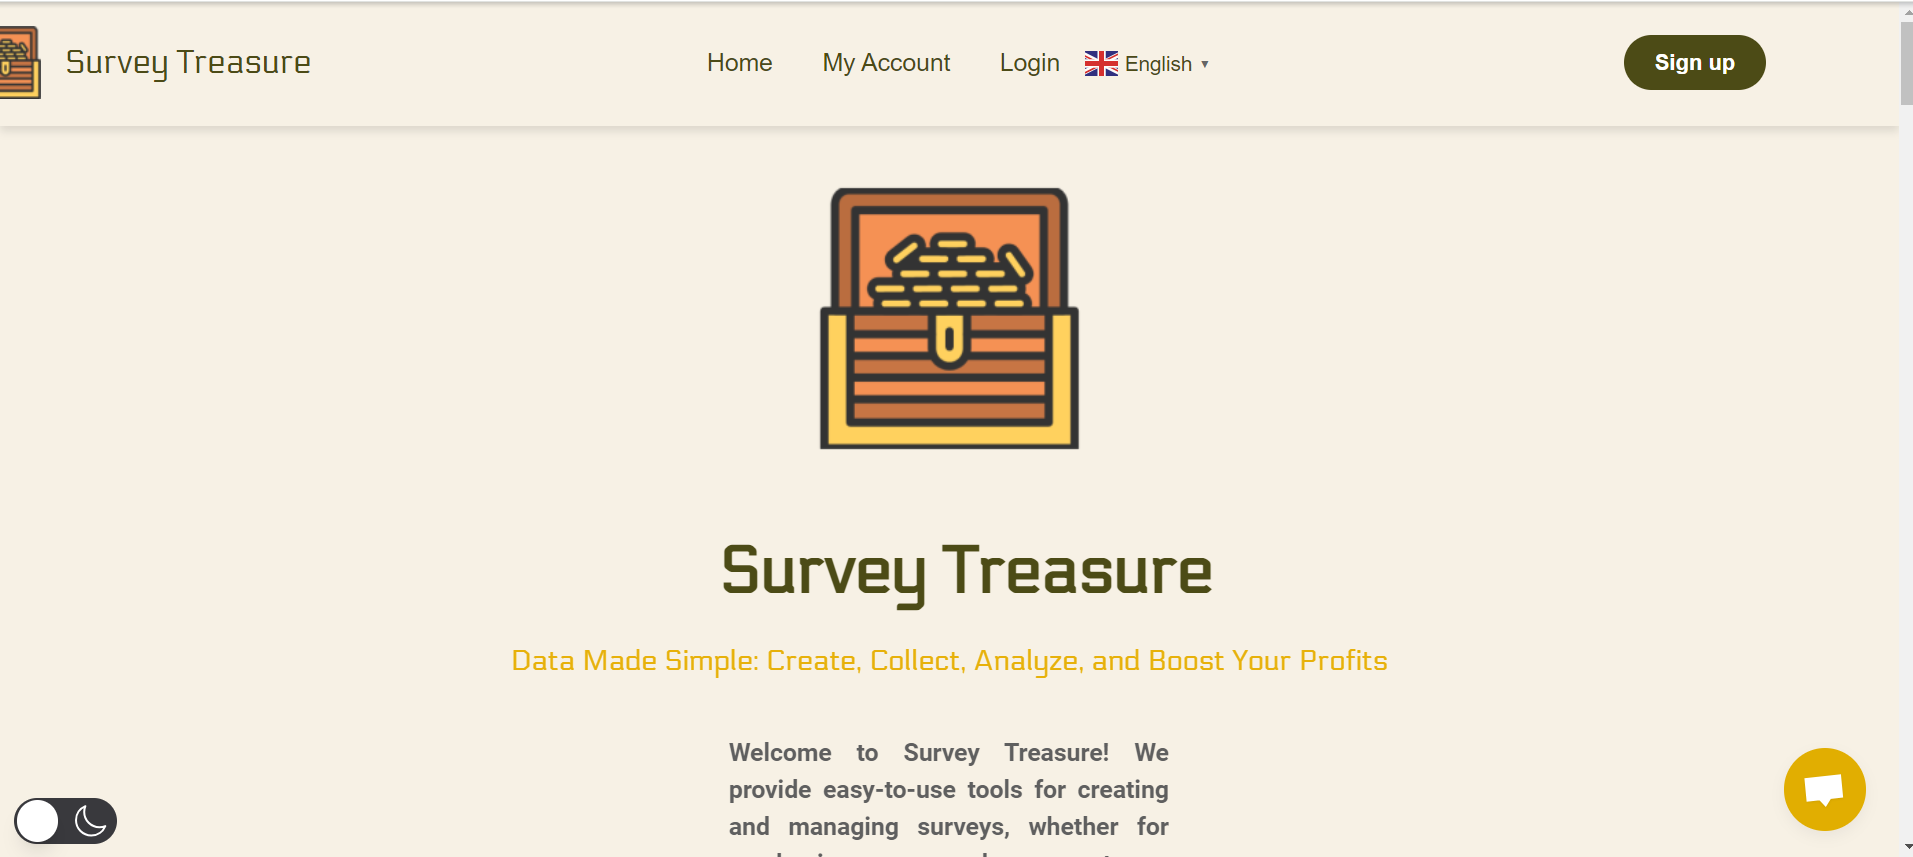 Survey Treasure
Home
My Account
Login
English ▼
Sign up
Survey Treasure
Data Made Simple: Create, Collect, Analyze, and Boost Your Profits
Welcome to Survey Treasure! We
provide easy-to-use tools for creating
and managing surveys, whether for